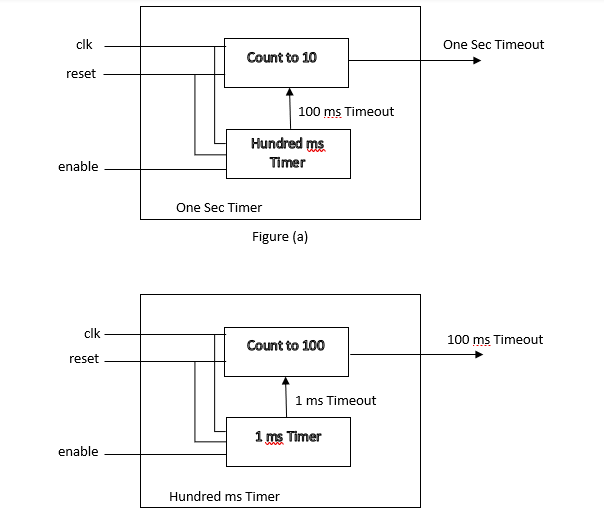 clk
Count to 10
One Sec Timeout
reset
100 ms Timeout
Hundred ms
Timer
enable
One Sec Timer
Figure (a)
clk
Count to 100
100 ms Timeout
reset
1 ms Timeout
1 ms Timer
enable
Hundred ms Timer